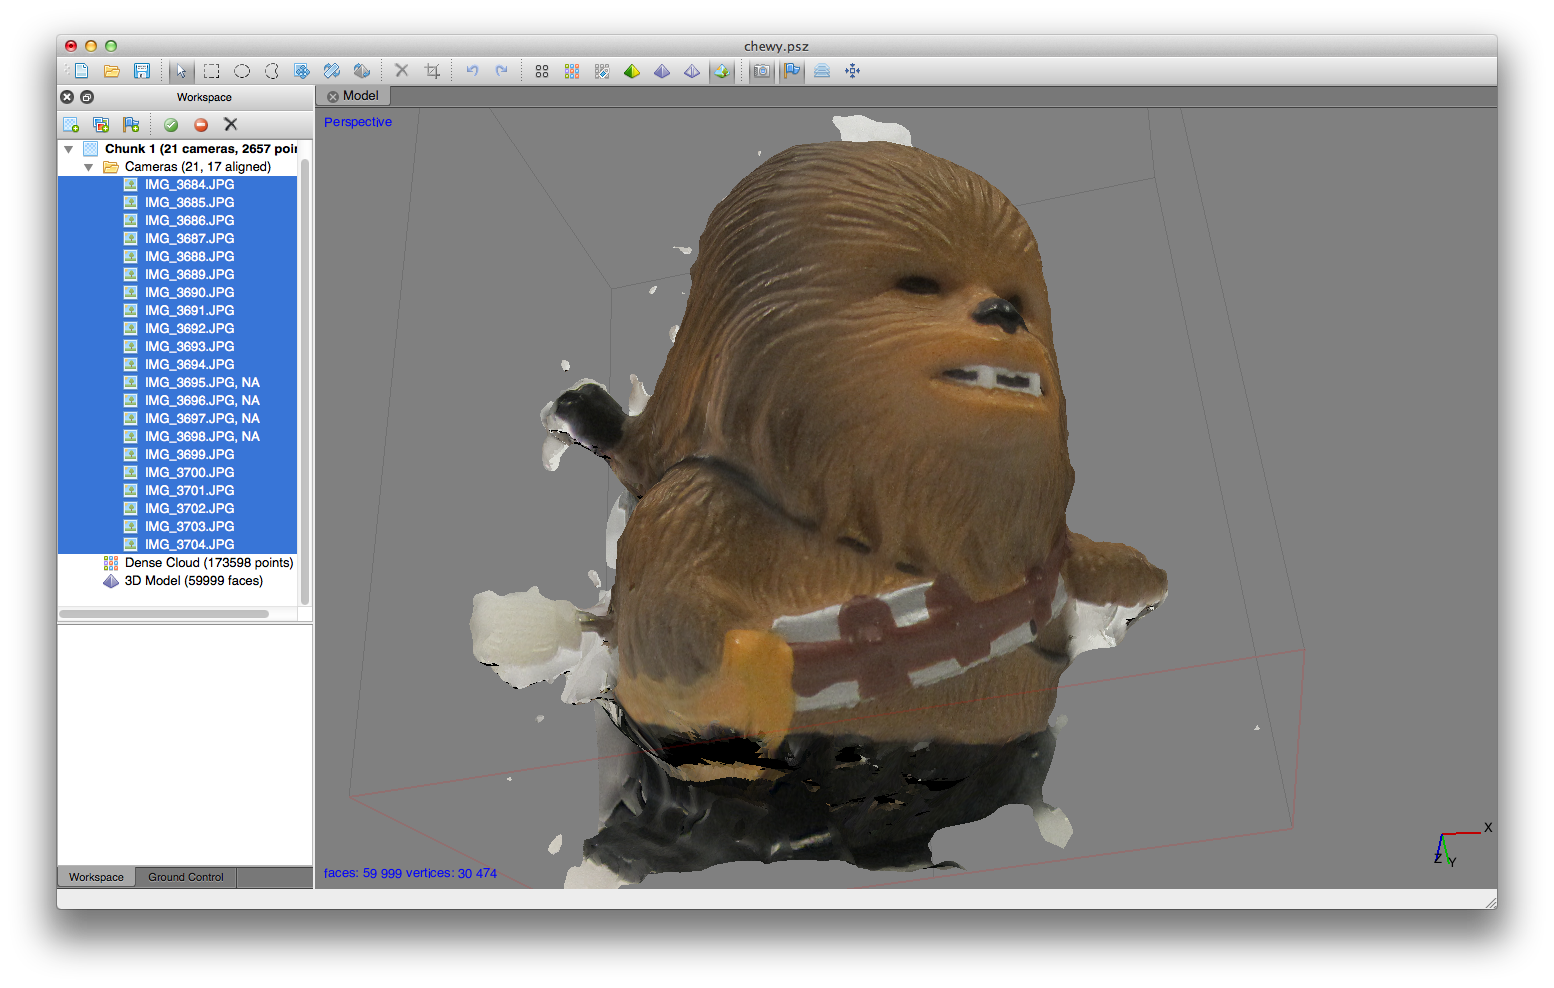 chewy.psz
Workspace
Model
Perspective
Chunk 1 (21 cameras, 2657 poi
Cameras (21, 17 aligned)
IMG_3684.JPG
IMG_3685.JPG
IMG_3686.JPG
IMG_3687.JPG
IMG_3688.JPG
IMG_3689.JPG
IMG_3690.JPG
IMG_3691.JPG
IMG_3692.JPG
IMG_3693.JPG
IMG_3694.JPG
IMG_3695.JPG, NA
IMG_3696.JPG, NA
IMG_3697.JPG, NA
IMG_3698.JPG, NA
IMG_3699.JPG
IMG_3700.JPG
IMG_3701.JPG
IMG_3702.JPG
IMG_3703.JPG
IMG_3704.JPG
Dense Cloud (173598 points)
3D Model (59999 faces)
X
Z
Y
faces: 59 999 vertices: 30 474
Workspace
Ground Control